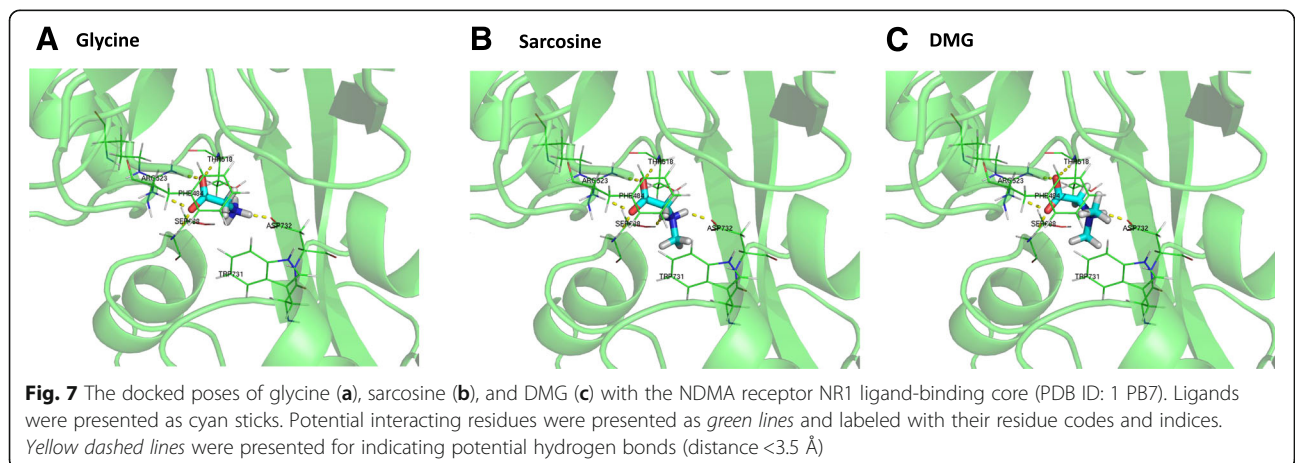 A Glycine
B Sarcosine
C DMG
THR518
ARG523
PHE484
SER688
ASP732
TRP731
THR518
ARG523
PHE484
SER688
ASP732
TRP731
THR518
ARG523
PHE484
SER688
ASP732
TRP731
Fig. 7 The docked poses of glycine (a), sarcosine (b), and DMG (c) with the NDMA receptor NR1 ligand-binding core (PDB ID: 1 PB7). Ligands
were presented as cyan sticks. Potential interacting residues were presented as green lines and labeled with their residue codes and indices.
Yellow dashed lines were presented for indicating potential hydrogen bonds (distance <3.5 Å)